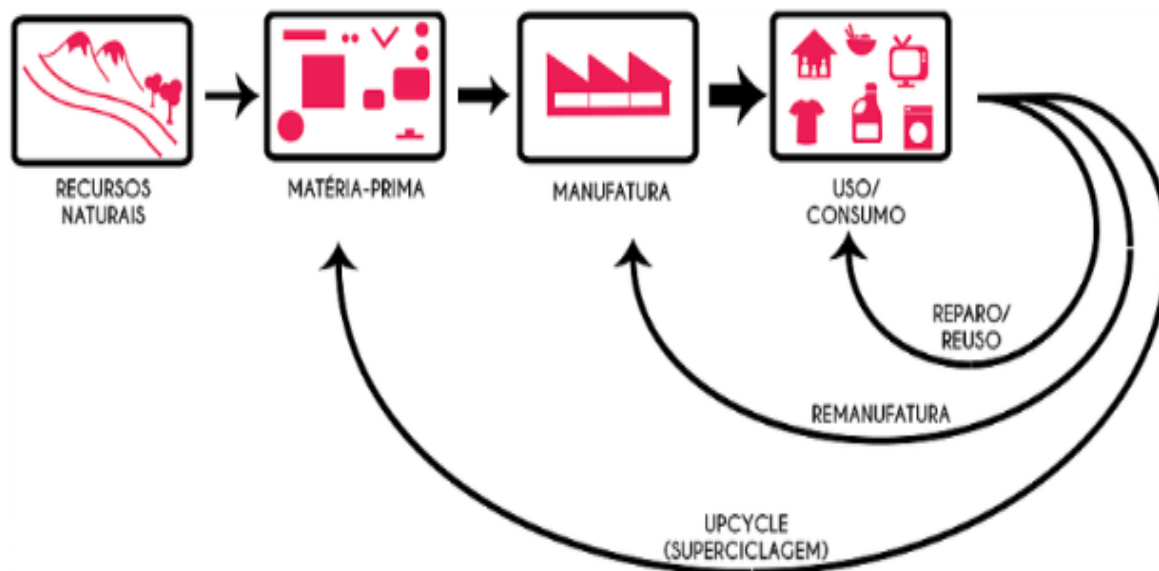 RECURSOS
NATURAIS
MATÉRIA-PRIMA
MANUFATURA
USO/
CONSUMO
REPARO/
REUSO
REMANUFATURA
UPCYCLE
(SUPERCICLAGEM)